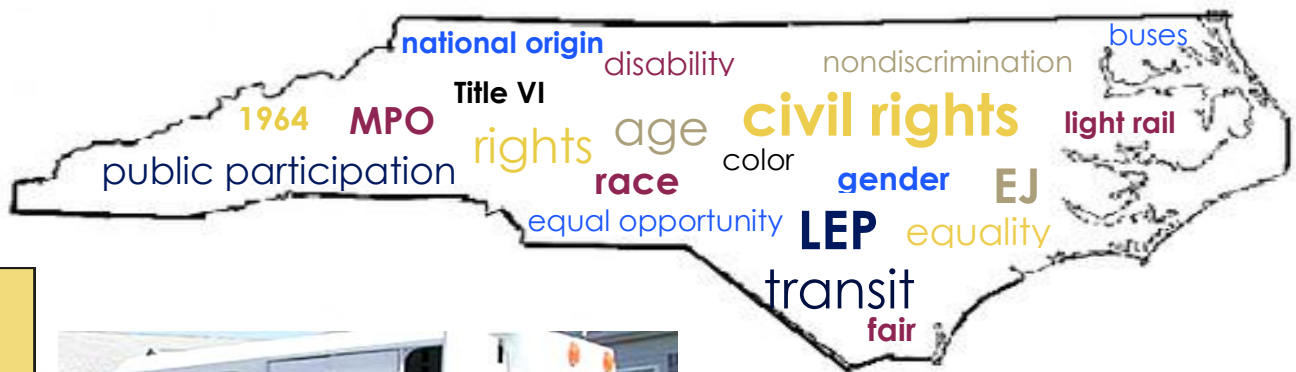 buses
national origin
disability
nondiscrimination
Title VI
1964
MPO
civil rights
light rail
rights
age
color
public participation
race
gender
EJ
equal opportunity
LEP
equality
transit
fair